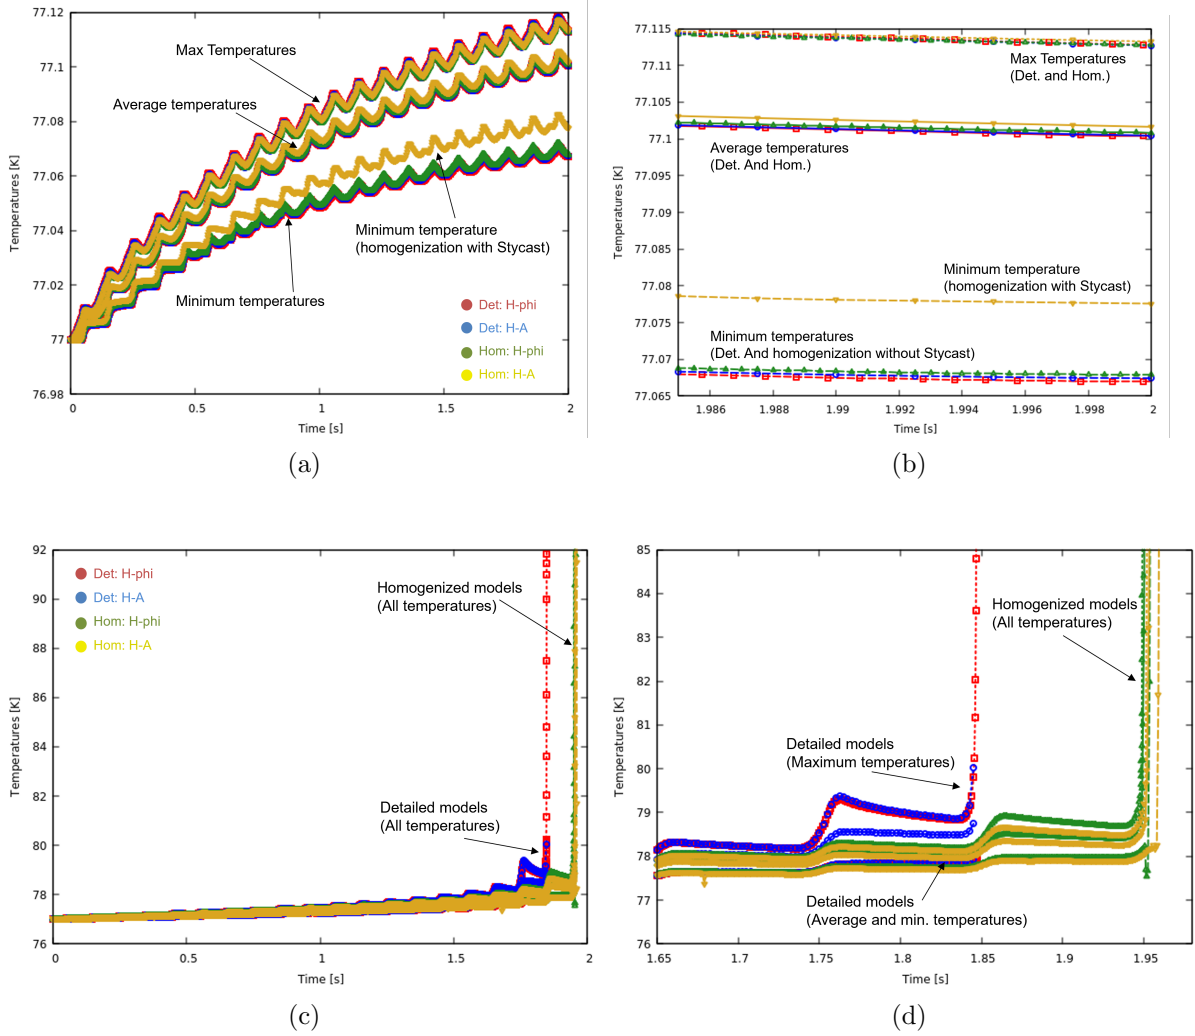 77.12
77.1
77.08
77.06
77.04
77.02
77
76.98
Temperatures [K]
Max Temperatures
Average temperatures
Minimum temperature
(homogenization with Stycast)
Minimum temperatures
Det: H-phi
Det: H-A
Hom: H-phi
Hom: H-A
0 0.5 1 1.5 2
Time [s]
(a)
77.115
77.111
77.105
77.1
77.095
77.09
77.085
77.08
77.075
77.07
77.065
Temperatures [K]
Max Temperatures
(Det. and Hom.)
Average temperatures
(Det. And Hom.)
Minimum temperature
(homogenization with Stycast)
Minimum temperatures
(Det. And homogenization without Stycast)
1.986 1.988 1.99 1.992 1.994 1.996 1.998 2
Time [s]
(b)
92
90
88
86
84
82
80
78
76
Temperatures [K]
Det: H-phi
Det: H-A
Hom: H-phi
Hom: H-A
Homogenized models
(All temperatures)
Detailed models
(All temperatures)
0 0.5 1 1.5 2
Time [s]
(c)
85
84
83
82
81
80
79
78
77
76
Temperatures [K]
Homogenized models
(All temperatures)
Detailed models
(Maximum temperatures)
Detailed models
(Average and min. temperatures)
1.65 1.7 1.75 1.8 1.85 1.9 1.95
Time [s]
(d)